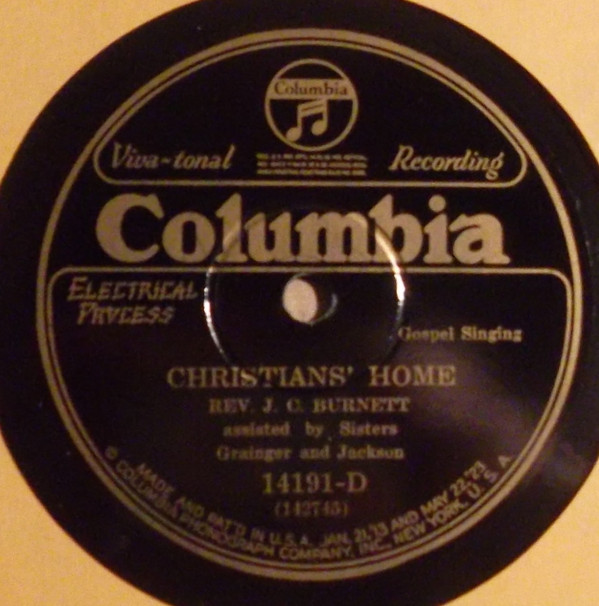 Columbia
Viva-tonal Recording
Columbia
ELECTRICAL
PROCESS
Gospel Singing
CHRISTIANS' HOME
REV. J. C. BURNETT
assisted by Sisters
Grainger and Jackson
14191-D
(142745)
MADE AND PAT'D IN U.S.A. JAN. 21,'13 AND MAY 22,'23
© COLUMBIA PHONOGRAPH COMPANY, INC., NEW YORK, U. S. A